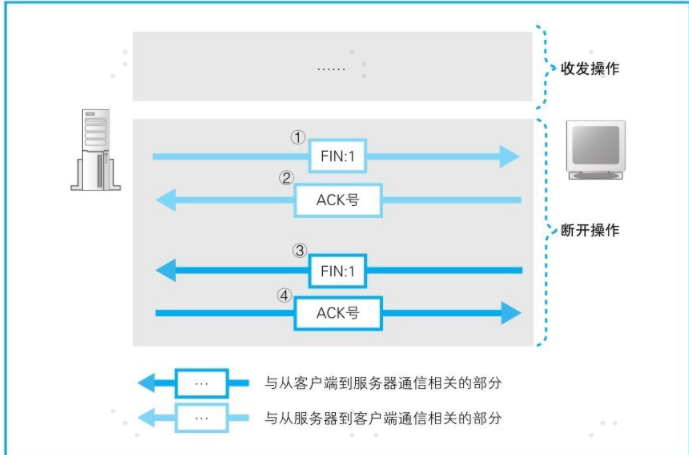 ……
收发操作
①
FIN:1
②
ACK号
断开操作
③
FIN:1
④
ACK号
… 与从客户端到服务器通信相关的部分
… 与从服务器到客户端通信相关的部分